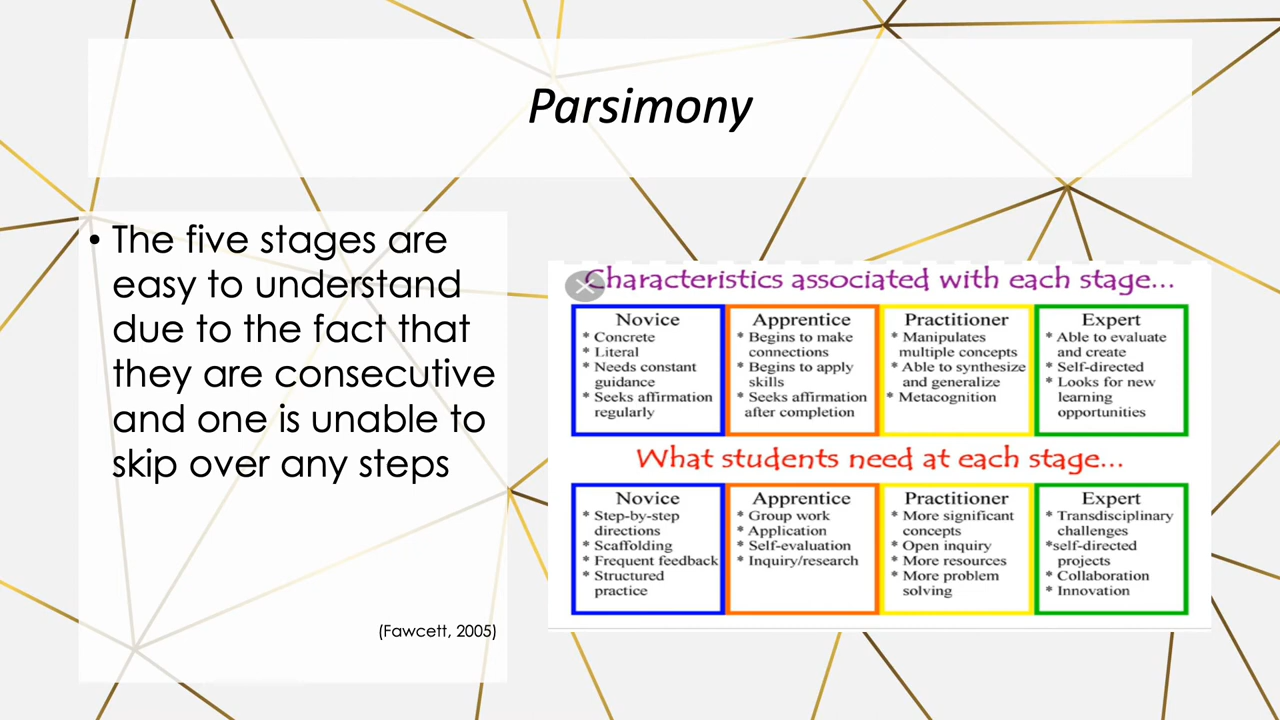 Parsimony
• The five stages are
easy to understand
due to the fact that
they are consecutive
and one is unable to
skip over any steps
(Fawcett, 2005)
Characteristics associated with each stage...
Novice
* Concrete
* Literal
* Needs constant
guidance
* Seeks affirmation
regularly
Apprentice
* Begins to make
connections
* Begins to apply
skills
* Seeks affirmation
after completion
Practitioner
* Manipulates
multiple concepts
* Able to synthesize
and generalize
* Metacognition
Expert
* Able to evaluate
and create
* Self-directed
* Looks for new
learning
opportunities
What students need at each stage...
Novice
* Step-by-step
directions
* Scaffolding
* Frequent feedback
* Structured
practice
Apprentice
* Group work
* Application
* Self-evaluation
* Inquiry/research
Practitioner
* More significant
concepts
* Open inquiry
* More resources
* More problem
solving
Expert
* Transdisciplinary
challenges
*self-directed
projects
* Collaboration
* Innovation